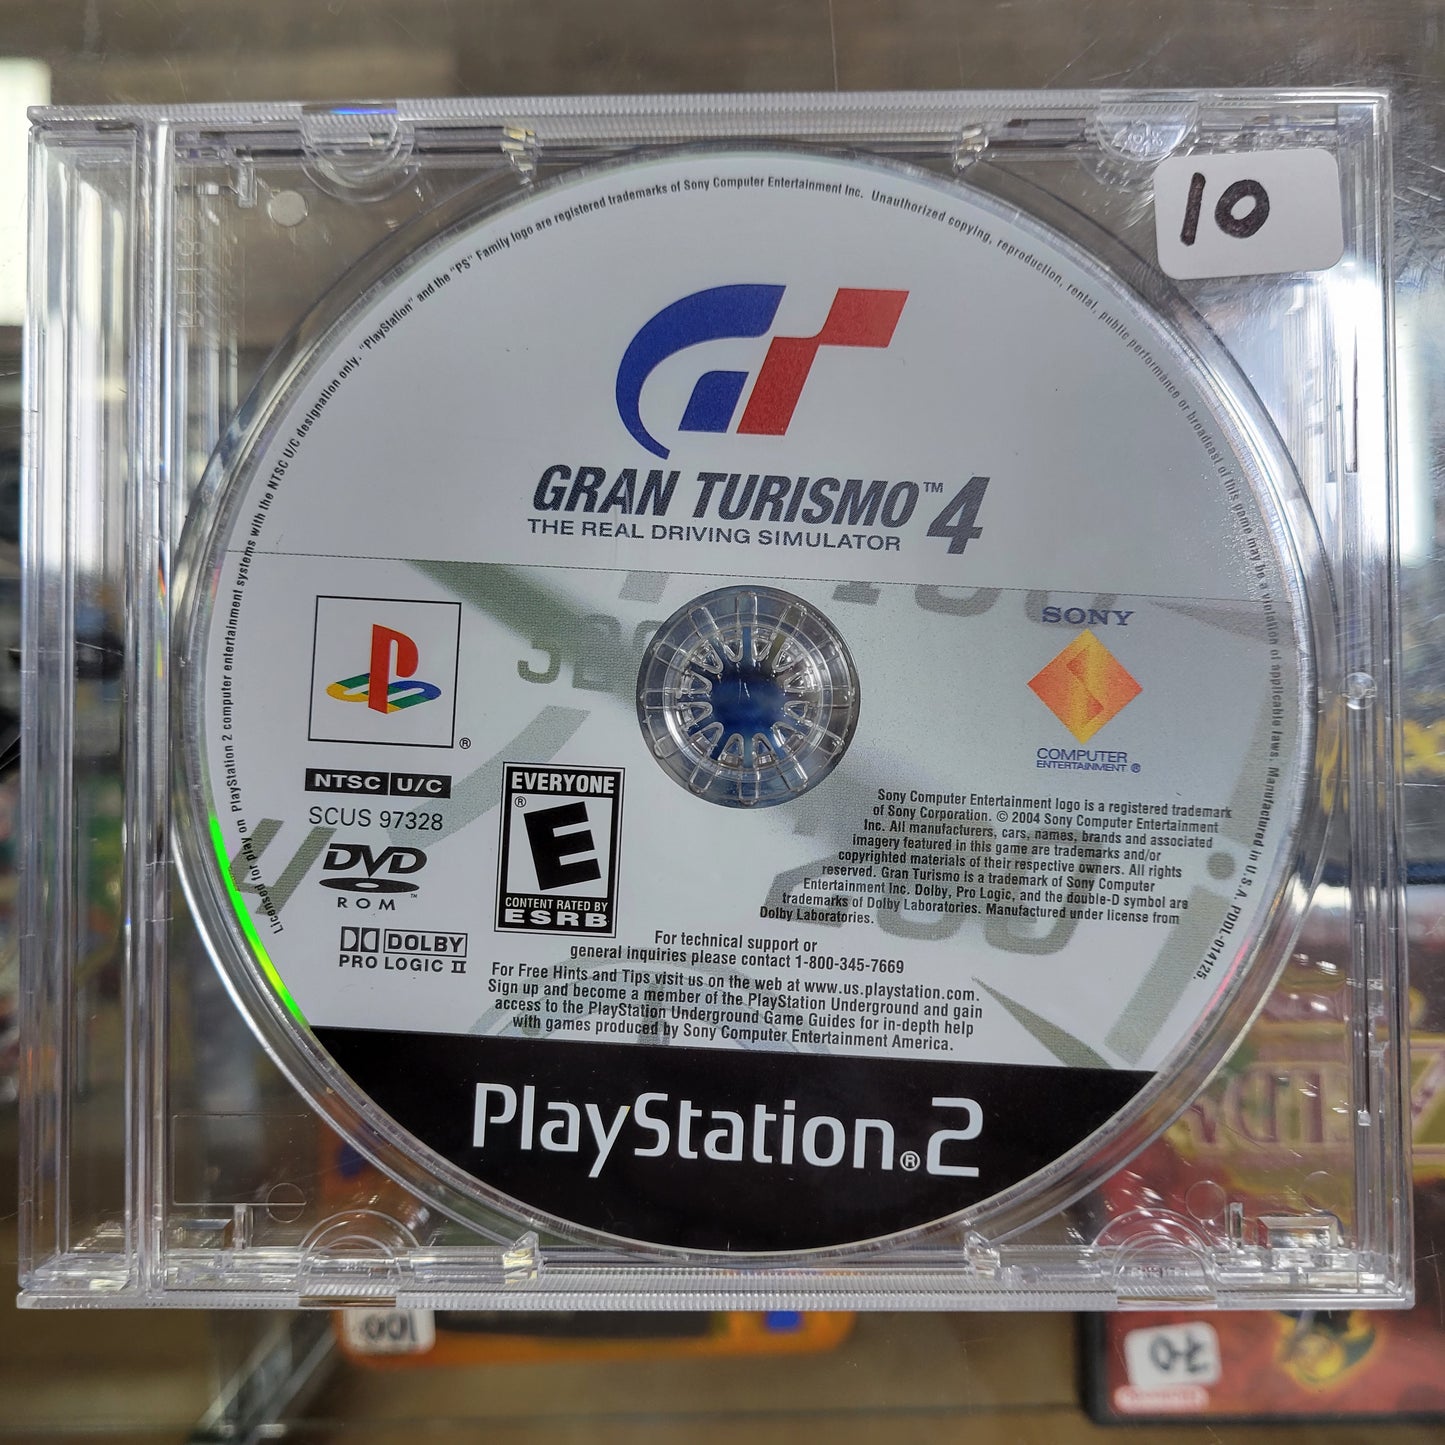 10
Licensed for play on PlayStation 2 computer entertainment systems with the NTSC U/C designation only. "PlayStation" and the "PS" Family logo are registered trademarks of Sony Computer Entertainment Inc. Unauthorized copying, reproduction, rental, public performance or broadcast of this game may be a violation of applicable laws. Manufactured in U.S.A. PDDL-014125.
GT
GRAN TURISMO™ 4
THE REAL DRIVING SIMULATOR
SONY
COMPUTER
ENTERTAINMENT ®
®
NTSC U/C
SCUS 97328
DVD
ROM ™
DOLBY
PRO LOGIC II
EVERYONE
®
E
CONTENT RATED BY
ESRB
Sony Computer Entertainment logo is a registered trademark
of Sony Corporation. © 2004 Sony Computer Entertainment
Inc. All manufacturers, cars, names, brands and associated
imagery featured in this game are trademarks and/or
copyrighted materials of their respective owners. All rights
reserved. Gran Turismo is a trademark of Sony Computer
Entertainment Inc. Dolby, Pro Logic, and the double-D symbol are
trademarks of Dolby Laboratories. Manufactured under license from
Dolby Laboratories.
For technical support or
general inquiries please contact 1-800-345-7669
For Free Hints and Tips visit us on the web at www.us.playstation.com.
Sign up and become a member of the PlayStation Underground and gain
access to the PlayStation Underground Game Guides for in-depth help
with games produced by Sony Computer Entertainment America.
PlayStation®2
100
70